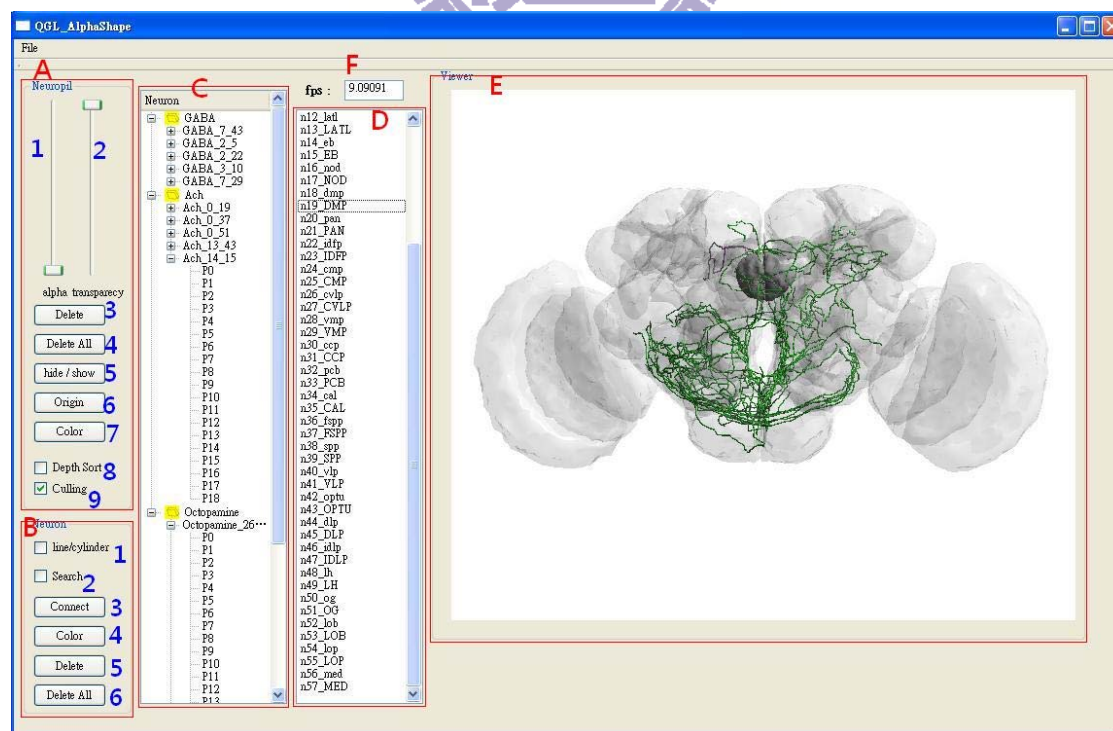 QGL_AlphaShape
File
A
Neuropil
1
2
alpha transparecy
Delete 3
Delete All 4
hide / show 5
Origin 6
Color 7
Depth Sort 8
Culling 9
B
Neuron
line/cylinder 1
Search 2
Connect 3
Color 4
Delete 5
Delete All 6
C
Neuron
GABA
GABA_7_43
GABA_2_5
GABA_2_22
GABA_3_10
GABA_7_29
Ach
Ach_0_19
Ach_0_37
Ach_0_51
Ach_13_43
Ach_14_15
P0
P1
P2
P3
P4
P5
P6
P7
P8
P9
P10
P11
P12
P13
P14
P15
P16
P17
P18
Octopamine
Octopamine_26…
P0
P1
P2
P3
P4
P5
P6
P7
P8
P9
P10
P11
P12
P13
F
fps : 9.09091
D
n12_latl
n13_LATL
n14_eb
n15_EB
n16_nod
n17_NOD
n18_dmp
n19_DMP
n20_pan
n21_PAN
n22_idfp
n23_IDFP
n24_cmp
n25_CMP
n26_cvlp
n27_CVLP
n28_vmp
n29_VMP
n30_ccp
n31_CCP
n32_pcb
n33_PCB
n34_cal
n35_CAL
n36_fspp
n37_FSPP
n38_spp
n39_SPP
n40_vlp
n41_VLP
n42_optu
n43_OPTU
n44_dlp
n45_DLP
n46_idlp
n47_IDLP
n48_lh
n49_LH
n50_og
n51_OG
n52_lob
n53_LOB
n54_lop
n55_LOP
n56_med
n57_MED
Viewer
E